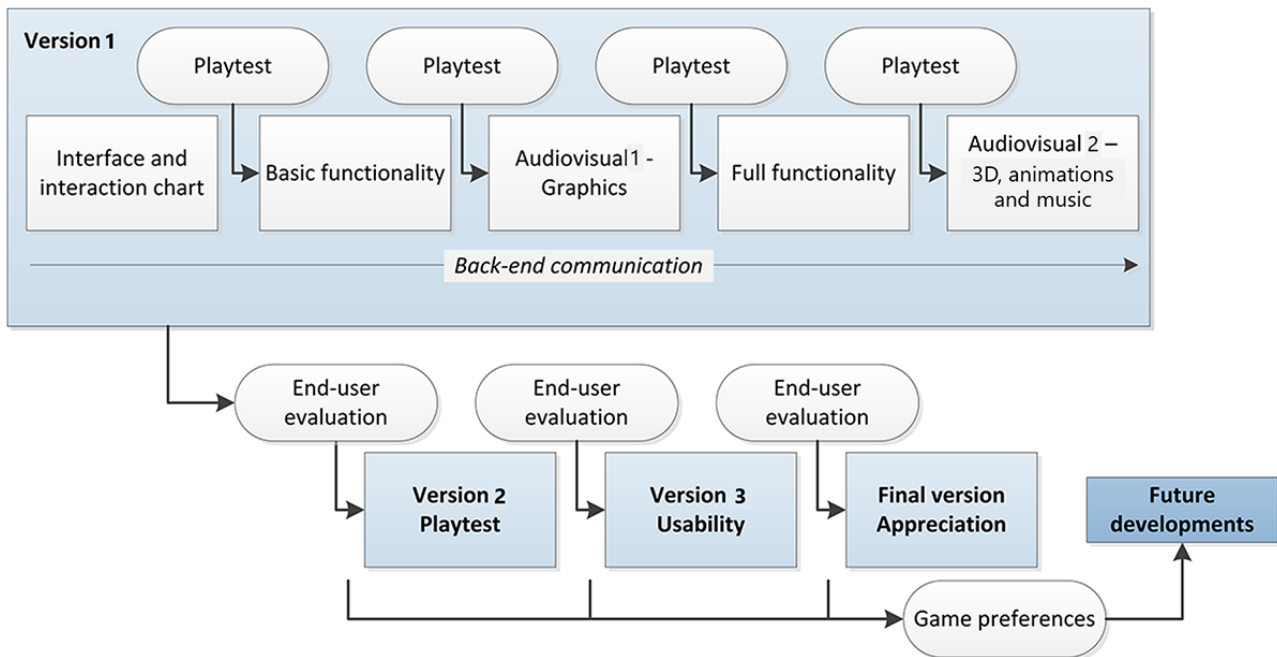 Version 1
Playtest
Playtest
Playtest
Playtest
Interface and
interaction chart
Basic functionality
Audiovisual 1 -
Graphics
Full functionality
Audiovisual 2 –
3D, animations
and music
Back-end communication
End-user
evaluation
End-user
evaluation
End-user
evaluation
Version 2
Playtest
Version 3
Usability
Final version
Appreciation
Future
developments
Game preferences